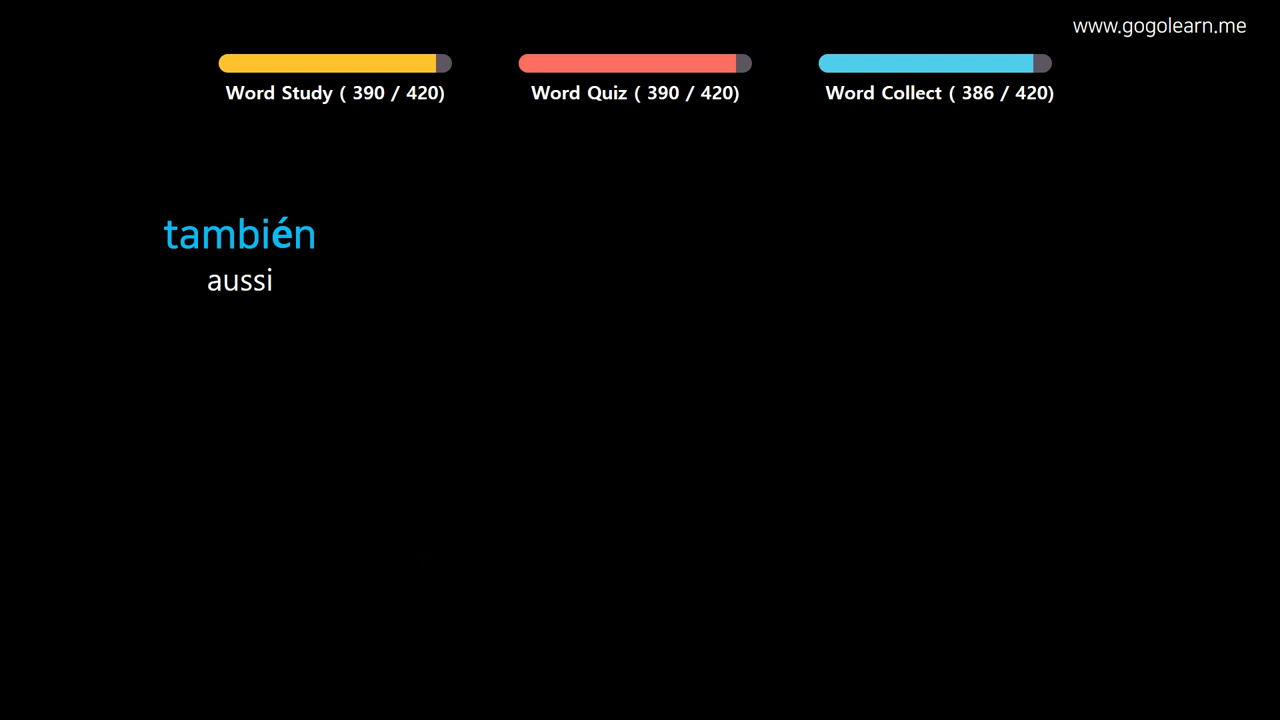 www.gogolearn.me
Word Study ( 390 / 420)
Word Quiz ( 390 / 420)
Word Collect ( 386 / 420)
también
aussi